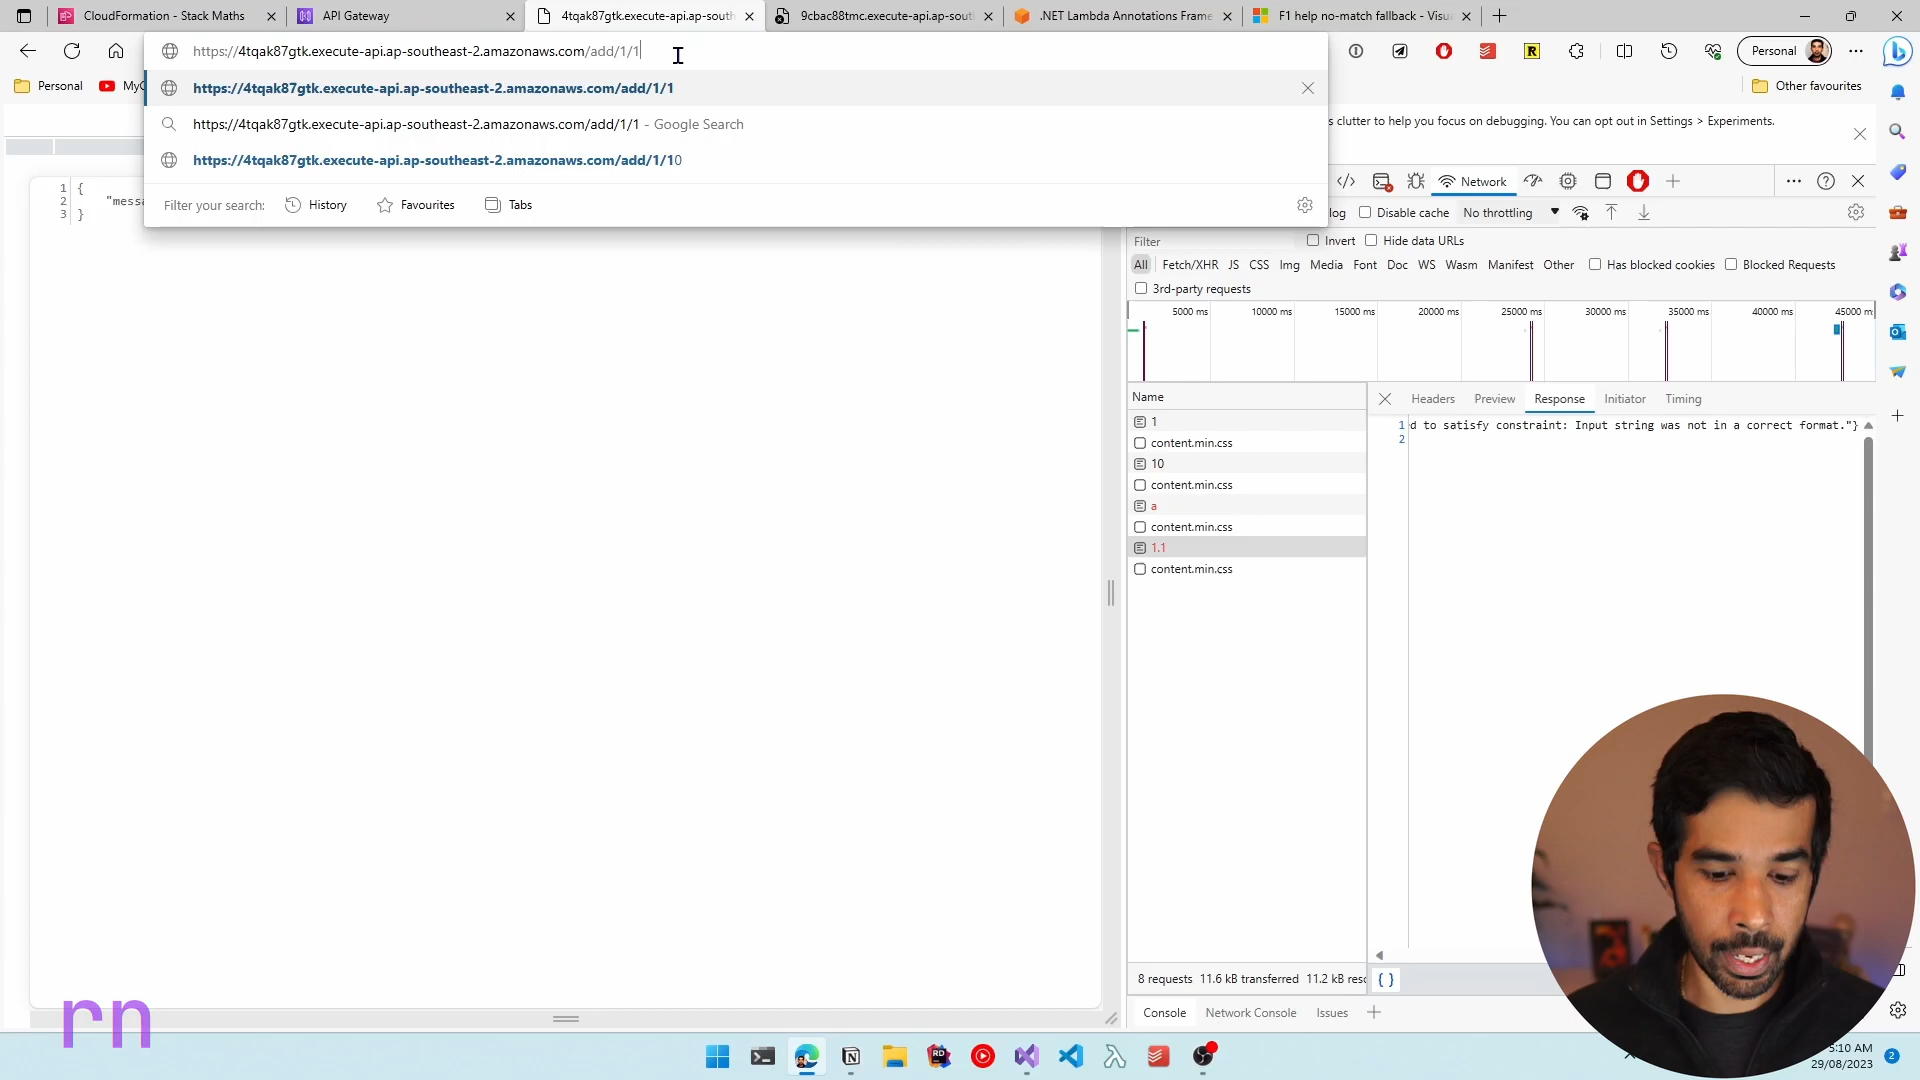 CloudFormation - Stack Maths
API Gateway
4tqak87gtk.execute-api.ap-south
9cbac88tmc.execute-api.ap-sout
.NET Lambda Annotations Frame
F1 help no-match fallback - Visu
https://4tqak87gtk.execute-api.ap-southeast-2.amazonaws.com/add/1/1
Personal
Personal
MyC
https://4tqak87gtk.execute-api.ap-southeast-2.amazonaws.com/add/1/1
Other favourites
https://4tqak87gtk.execute-api.ap-southeast-2.amazonaws.com/add/1/1 - Google Search
s clutter to help you focus on debugging. You can opt out in Settings > Experiments.
https://4tqak87gtk.execute-api.ap-southeast-2.amazonaws.com/add/1/10
Filter your search: History Favourites Tabs
Network
log Disable cache No throttling
1 {
2 "messa
3 }
Filter Invert Hide data URLs
All Fetch/XHR JS CSS Img Media Font Doc WS Wasm Manifest Other Has blocked cookies Blocked Requests
3rd-party requests
5000 ms 10000 ms 15000 ms 20000 ms 25000 ms 30000 ms 35000 ms 40000 ms 45000 m
Name
Headers Preview Response Initiator Timing
1
content.min.css
10
content.min.css
a
content.min.css
1.1
content.min.css
1 d to satisfy constraint: Input string was not in a correct format."}
2
8 requests 11.6 kB transferred 11.2 kB resc
{ }
Console Network Console Issues
rn
5:10 AM
29/08/2023
2